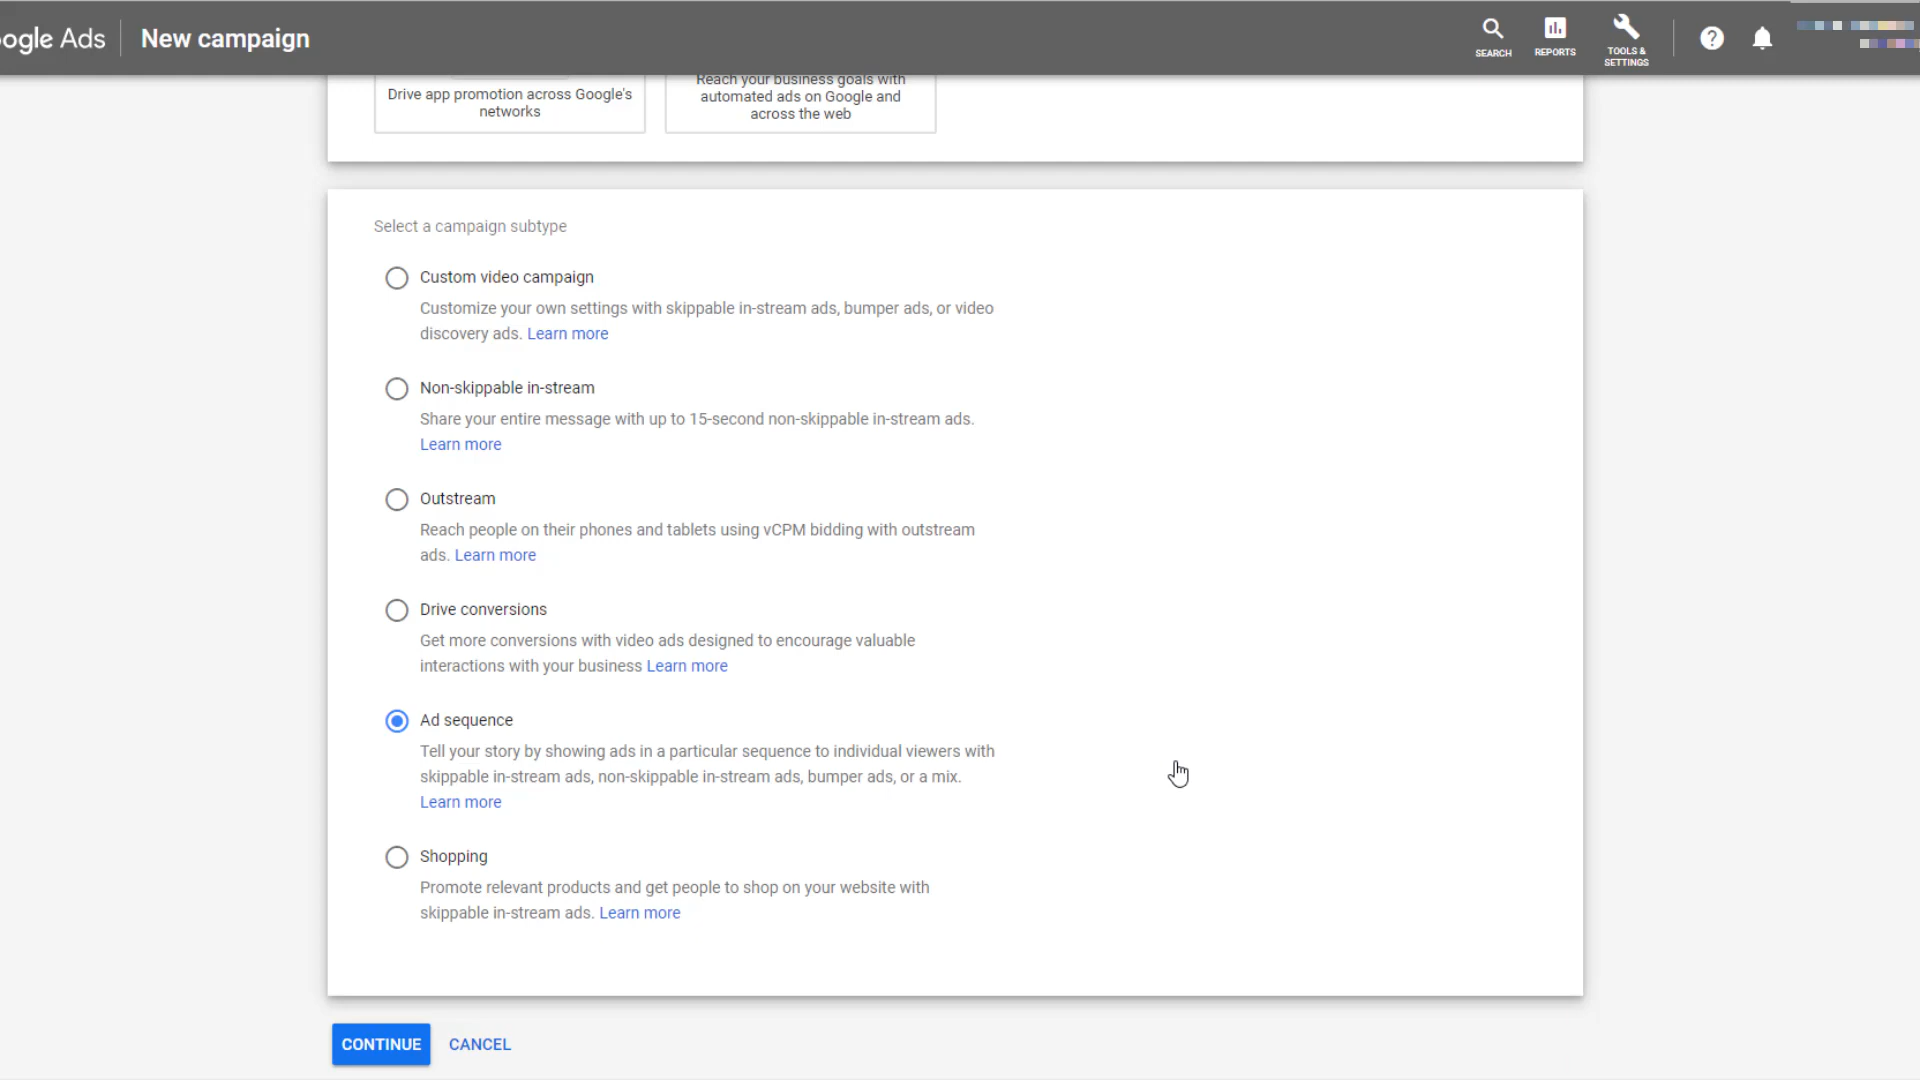 ogle Ads
New campaign
SEARCH
REPORTS
TOOLS &
SETTINGS
Drive app promotion across Google's
networks
Reach your business goals with
automated ads on Google and
across the web
Select a campaign subtype
Custom video campaign
Customize your own settings with skippable in-stream ads, bumper ads, or video
discovery ads. Learn more
Non-skippable in-stream
Share your entire message with up to 15-second non-skippable in-stream ads.
Learn more
Outstream
Reach people on their phones and tablets using vCPM bidding with outstream
ads. Learn more
Drive conversions
Get more conversions with video ads designed to encourage valuable
interactions with your business Learn more
Ad sequence
Tell your story by showing ads in a particular sequence to individual viewers with
skippable in-stream ads, non-skippable in-stream ads, bumper ads, or a mix.
Learn more
Shopping
Promote relevant products and get people to shop on your website with
skippable in-stream ads. Learn more
CONTINUE
CANCEL